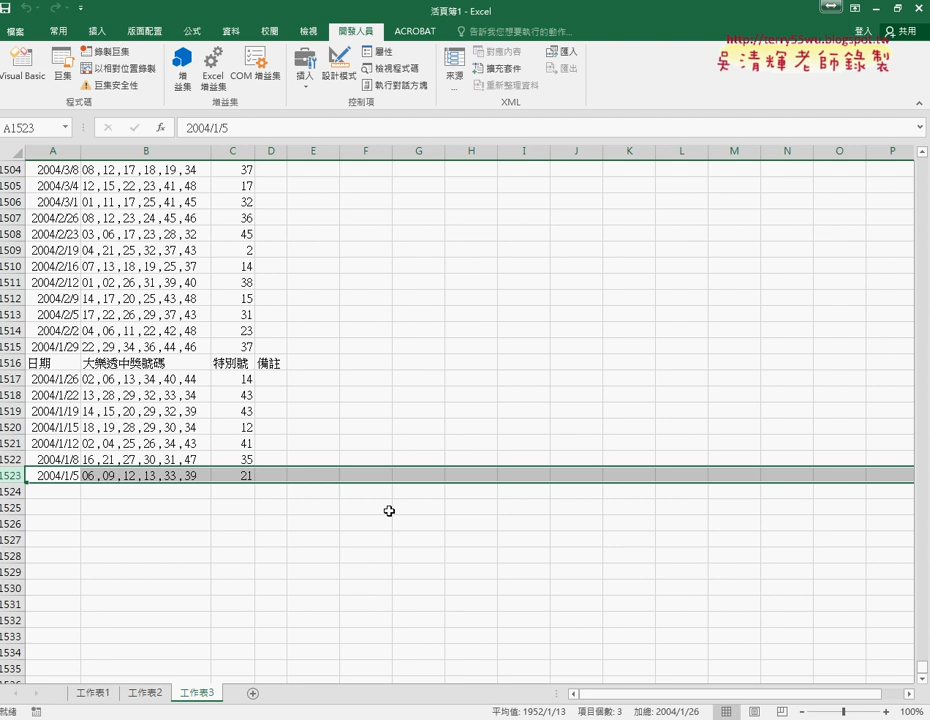 活頁簿1 - Excel
檔案 常用 插入 版面配置 公式 資料 校閱 檢視 開發人員 ACROBAT 告訴我您想要執行的動作... 登入 共用
http://terry55wu.blogspot.tw
吳清輝老師錄製
Visual Basic 巨集 錄製巨集 以相對位置錄製 巨集安全性 增益集 Excel 增益集 COM 增益集 插入 設計模式 屬性 檢視程式碼 執行對話方塊 來源... 對應內容 擴充套件 重新整理資料 匯入 匯出
程式碼 增益集 控制項 XML
A1523 fx 2004/1/5
A B C D E F G H I J K L M N O P
1504 2004/3/8 08 , 12 , 17 , 18 , 19 , 34 37
1505 2004/3/4 12 , 15 , 22 , 23 , 41 , 48 17
1506 2004/3/1 01 , 11 , 17 , 25 , 41 , 45 32
1507 2004/2/26 08 , 12 , 23 , 24 , 45 , 46 36
1508 2004/2/23 03 , 06 , 17 , 23 , 28 , 32 45
1509 2004/2/19 04 , 21 , 25 , 32 , 37 , 43 2
1510 2004/2/16 07 , 13 , 18 , 19 , 25 , 37 14
1511 2004/2/12 01 , 02 , 26 , 31 , 39 , 40 38
1512 2004/2/9 14 , 17 , 20 , 25 , 43 , 48 15
1513 2004/2/5 17 , 22 , 26 , 29 , 37 , 43 31
1514 2004/2/2 04 , 06 , 11 , 22 , 42 , 48 23
1515 2004/1/29 22 , 29 , 34 , 36 , 44 , 46 37
1516 日期 大樂透中獎號碼 特別號 備註
1517 2004/1/26 02 , 06 , 13 , 34 , 40 , 44 14
1518 2004/1/22 13 , 28 , 29 , 32 , 33 , 34 43
1519 2004/1/19 14 , 15 , 20 , 29 , 32 , 39 43
1520 2004/1/15 18 , 19 , 28 , 29 , 30 , 34 12
1521 2004/1/12 02 , 04 , 25 , 26 , 34 , 43 41
1522 2004/1/8 16 , 21 , 27 , 30 , 31 , 47 35
1523 2004/1/5 06 , 09 , 12 , 13 , 33 , 39 21
1524
1525
1526
1527
1528
1529
1530
1531
1532
1533
1534
1535
工作表1 工作表2 工作表3
就緒 平均值: 1952/1/13 項目個數: 3 加總: 2004/1/26 100%